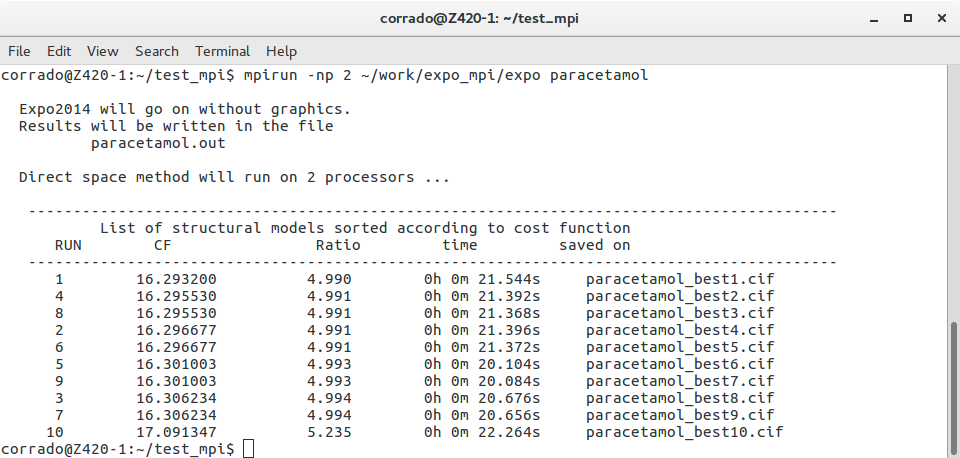 corrado@Z420-1: ~/test_mpi
File Edit View Search Terminal Help
corrado@Z420-1:~/test_mpi$ mpirun -np 2 ~/work/expo_mpi/expo paracetamol
Expo2014 will go on without graphics.
Results will be written in the file
paracetamol.out
Direct space method will run on 2 processors ...
------------------------------------------------------------------------------------------
List of structural models sorted according to cost function
RUN CF Ratio time saved on
------------------------------------------------------------------------------------------
1 16.293200 4.990 0h 0m 21.544s paracetamol_best1.cif
4 16.295530 4.991 0h 0m 21.392s paracetamol_best2.cif
8 16.295530 4.991 0h 0m 21.368s paracetamol_best3.cif
2 16.296677 4.991 0h 0m 21.396s paracetamol_best4.cif
6 16.296677 4.991 0h 0m 21.372s paracetamol_best5.cif
5 16.301003 4.993 0h 0m 20.104s paracetamol_best6.cif
9 16.301003 4.993 0h 0m 20.084s paracetamol_best7.cif
3 16.306234 4.994 0h 0m 20.676s paracetamol_best8.cif
7 16.306234 4.994 0h 0m 20.656s paracetamol_best9.cif
10 17.091347 5.235 0h 0m 22.264s paracetamol_best10.cif
corrado@Z420-1:~/test_mpi$